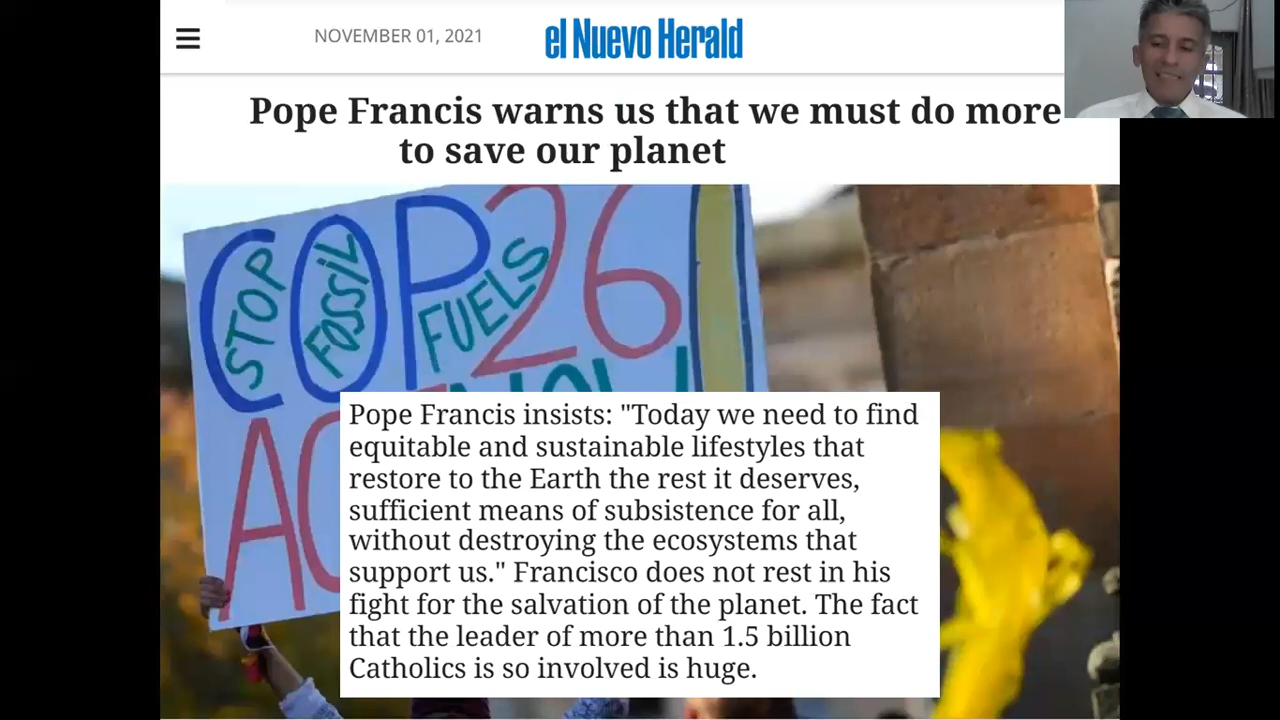 NOVEMBER 01, 2021
el Nuevo Herald
Pope Francis warns us that we must do more
to save our planet
COP 26
STOP FOSSIL FUELS
Pope Francis insists: "Today we need to find
equitable and sustainable lifestyles that
restore to the Earth the rest it deserves,
sufficient means of subsistence for all,
without destroying the ecosystems that
support us." Francisco does not rest in his
fight for the salvation of the planet. The fact
that the leader of more than 1.5 billion
Catholics is so involved is huge.